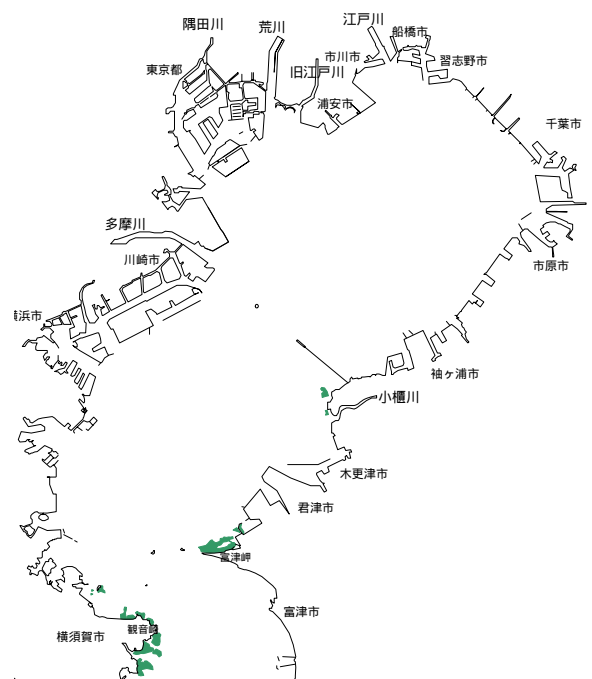 隅田川
荒川
江戸川
船橋市
市川市
習志野市
東京都
旧江戸川
浦安市
千葉市
多摩川
川崎市
市原市
横浜市
袖ヶ浦市
小櫃川
木更津市
君津市
富津岬
富津市
横須賀市
観音崎